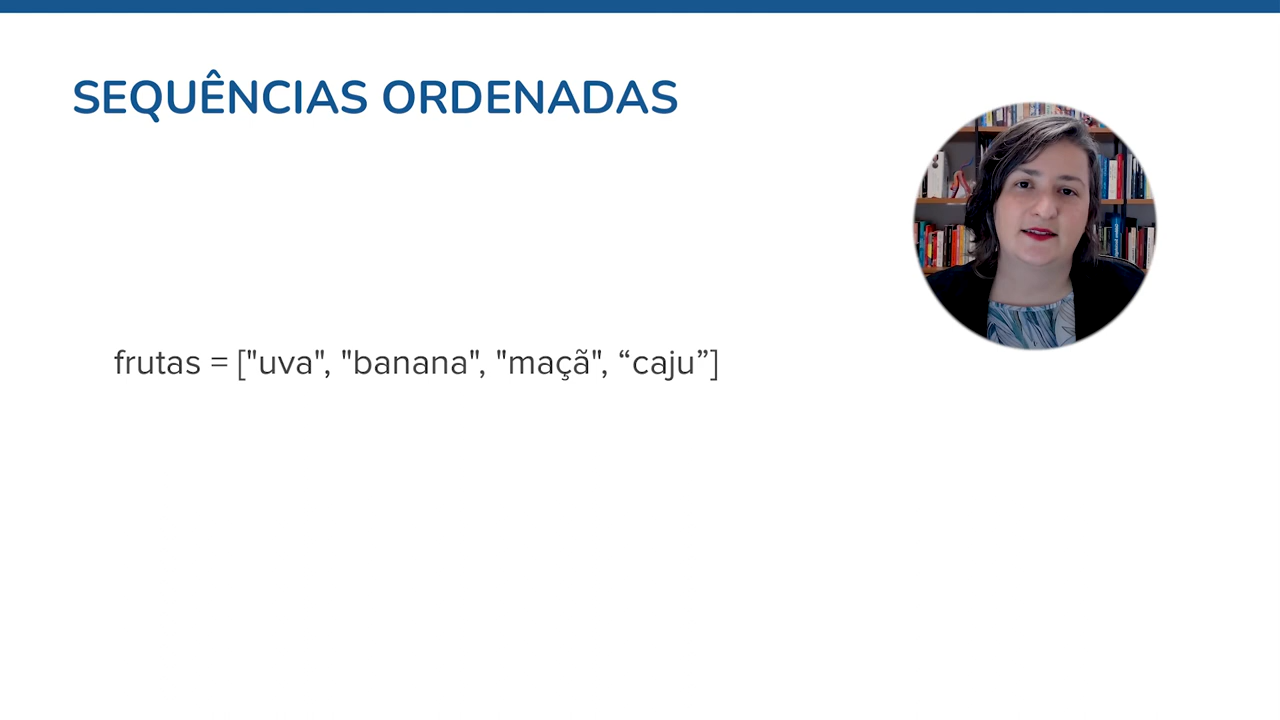 SEQUÊNCIAS ORDENADAS
frutas = ["uva", "banana", "maçã", “caju”]